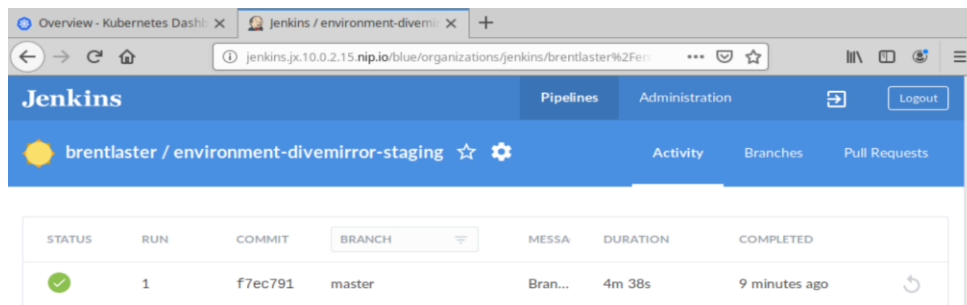 Overview - Kubernetes Dashb
Jenkins / environment-divemir
jenkins.jx.10.0.2.15.nip.io/blue/organizations/jenkins/brentlaster%2Fen
Jenkins Pipelines Administration Logout
brentlaster / environment-divemirror-staging Activity Branches Pull Requests
STATUS RUN COMMIT BRANCH MESSA DURATION COMPLETED
1 f7ec791 master Bran... 4m 38s 9 minutes ago